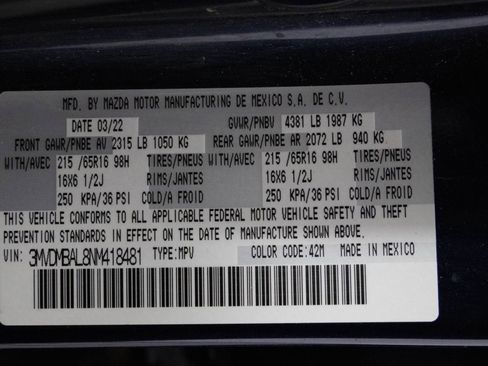 MFD. BY MAZDA MOTOR MANUFACTURING DE MEXICO S.A. DE C.V.
DATE 03/22 GVWR/PNBV 4381 LB 1987 KG
FRONT GAWR/PNBE AV 2315 LB 1050 KG REAR GAWR/PNBE AR 2072 LB 940 KG
WITH/AVEC 215 /65R16 98H TIRES/PNEUS WITH/AVEC 215 /65R16 98H TIRES/PNEUS
16X6 1/2J RIMS/JANTES 16X6 1/2J RIMS/JANTES
250 KPA/36 PSI COLD/A FROID 250 KPA/36 PSI COLD/A FROID
THIS VEHICLE CONFORMS TO ALL APPLICABLE FEDERAL MOTOR VEHICLE SAFETY AND THEFT
PREVENTION STANDARDS IN EFFECT ON THE DATE OF MANUFACTURE SHOWN ABOVE.
VIN: 3MVDMBAL8NM418481 TYPE:MPV COLOR CODE:42M MADE IN MEXICO